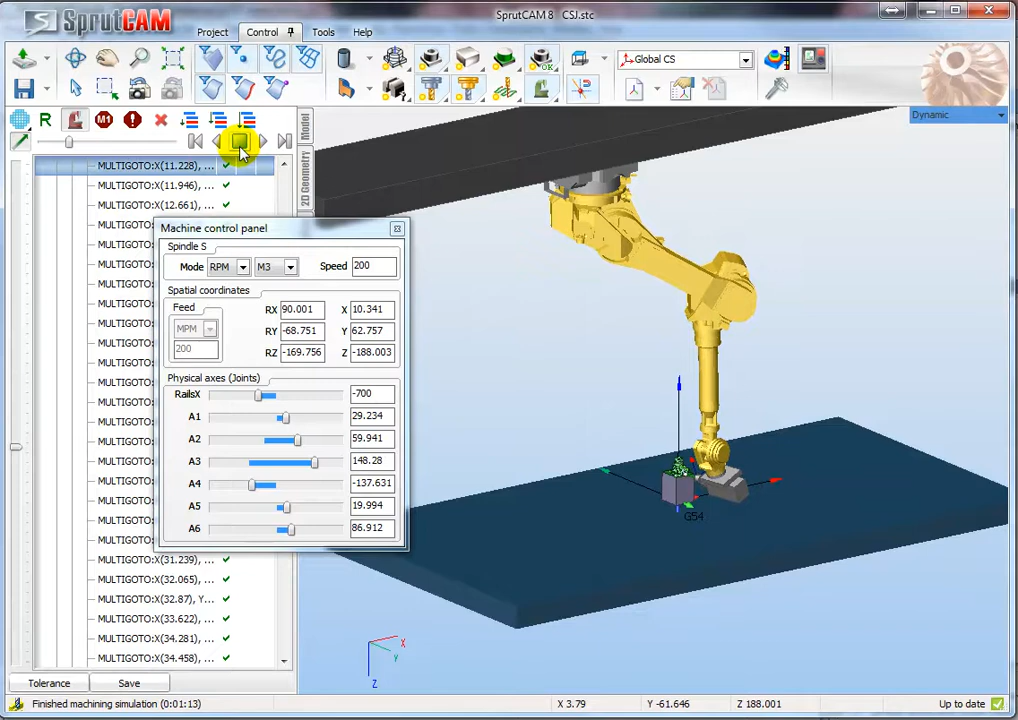 SprutCAM 8 CSJ.stc
SprutCAM
Project Control Tools Help
OK
Global CS
R M1
Dynamic
Model
2D Geometry
MULTIGOTO:X(11.228), ...
MULTIGOTO:X(11.946), ...
MULTIGOTO:X(12.661), ...
Machine control panel
Spindle S
Mode RPM M3 Speed 200
Spatial coordinates
Feed
MPM
200
RX 90.001 X 10.341
RY -68.751 Y 62.757
RZ -169.756 Z -188.003
Physical axes (Joints)
RailsX -700
A1 29.234
A2 59.941
A3 148.28
A4 -137.631
A5 19.994
A6 86.912
G54
MULTIGOTO:X(31.239), ...
MULTIGOTO:X(32.065), ...
MULTIGOTO:X(32.87), Y...
MULTIGOTO:X(33.622), ...
MULTIGOTO:X(34.281), ...
MULTIGOTO:X(34.458), ...
X
Y
Z
Tolerance Save
Finished machining simulation (0:01:13) X 3.79 Y -61.646 Z 188.001 Up to date